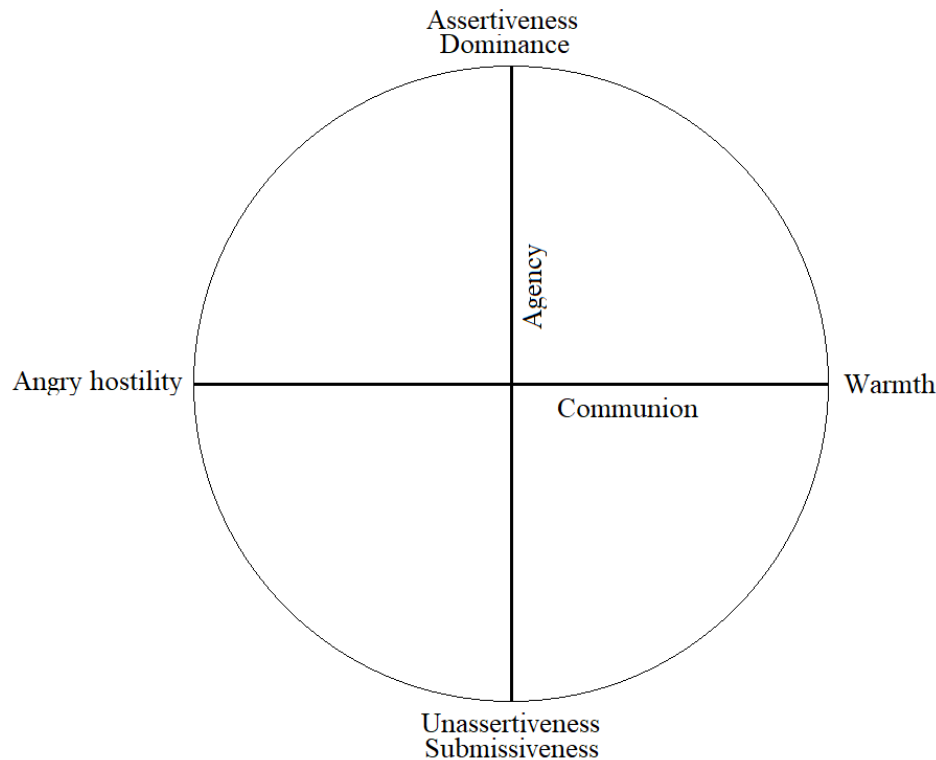 Assertiveness
Dominance
Agency
Angry hostility
Warmth
Communion
Unassertiveness
Submissiveness